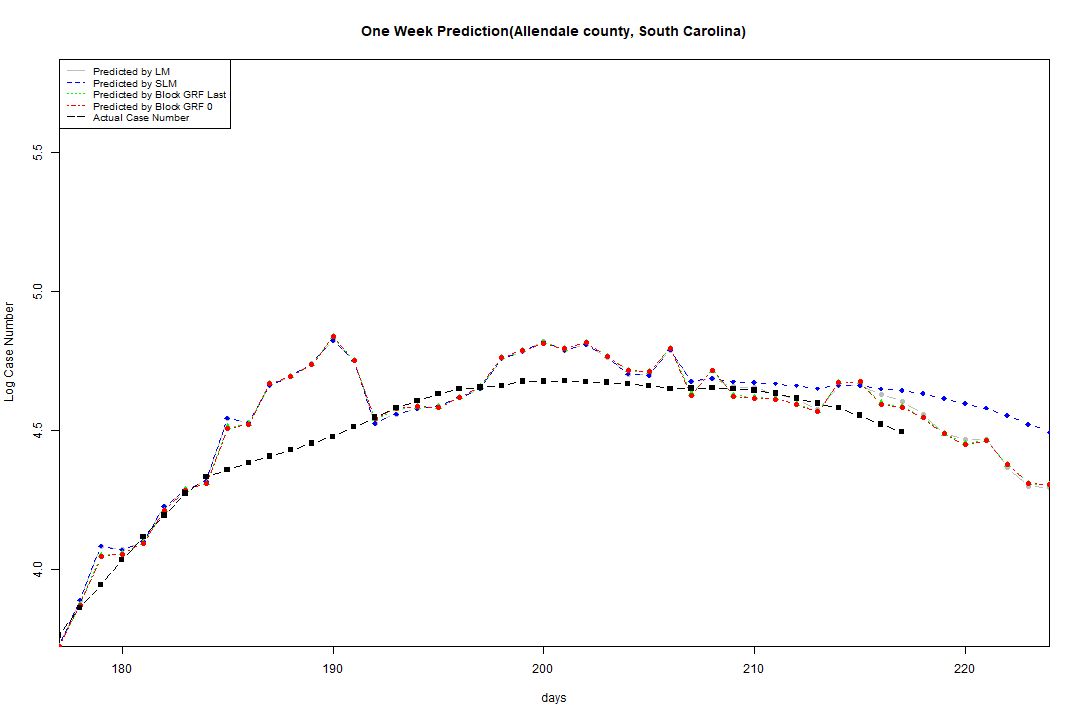 One Week Prediction(Allendale county, South Carolina)
Predicted by LM
Predicted by SLM
Predicted by Block GRF Last
Predicted by Block GRF 0
Actual Case Number
5.5
5.0
4.5
4.0
Log Case Number
180 190 200 210 220
days